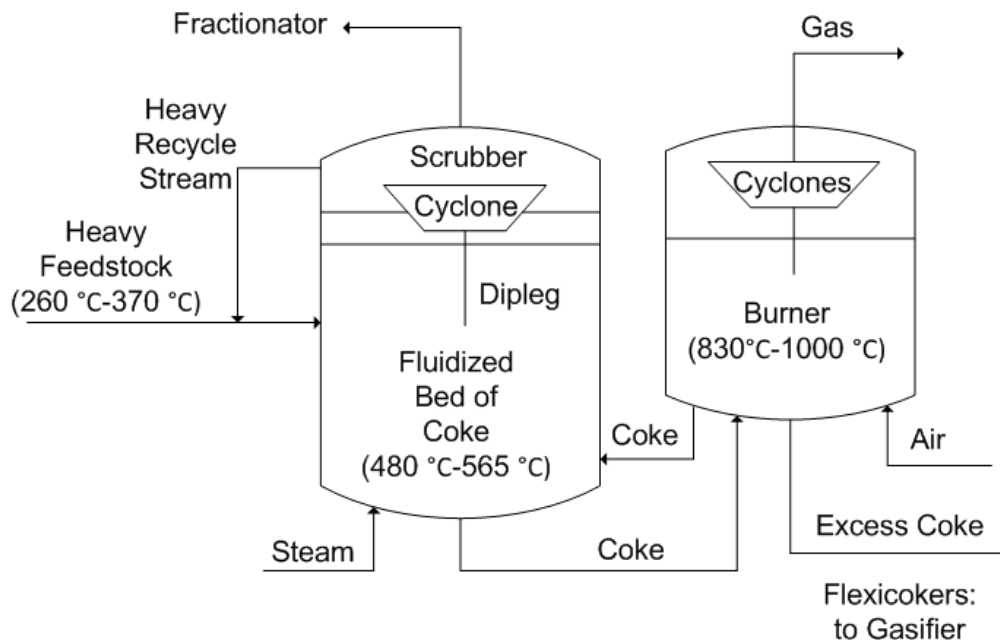 Fractionator
Gas
Heavy
Recycle
Stream
Scrubber
Cyclone
Cyclones
Heavy
Feedstock
(260 °C-370 °C)
Dipleg
Burner
(830°C-1000 °C)
Fluidized
Bed of
Coke
(480 °C-565 °C)
Coke
Air
Steam
Coke
Excess Coke
Flexicokers:
to Gasifier